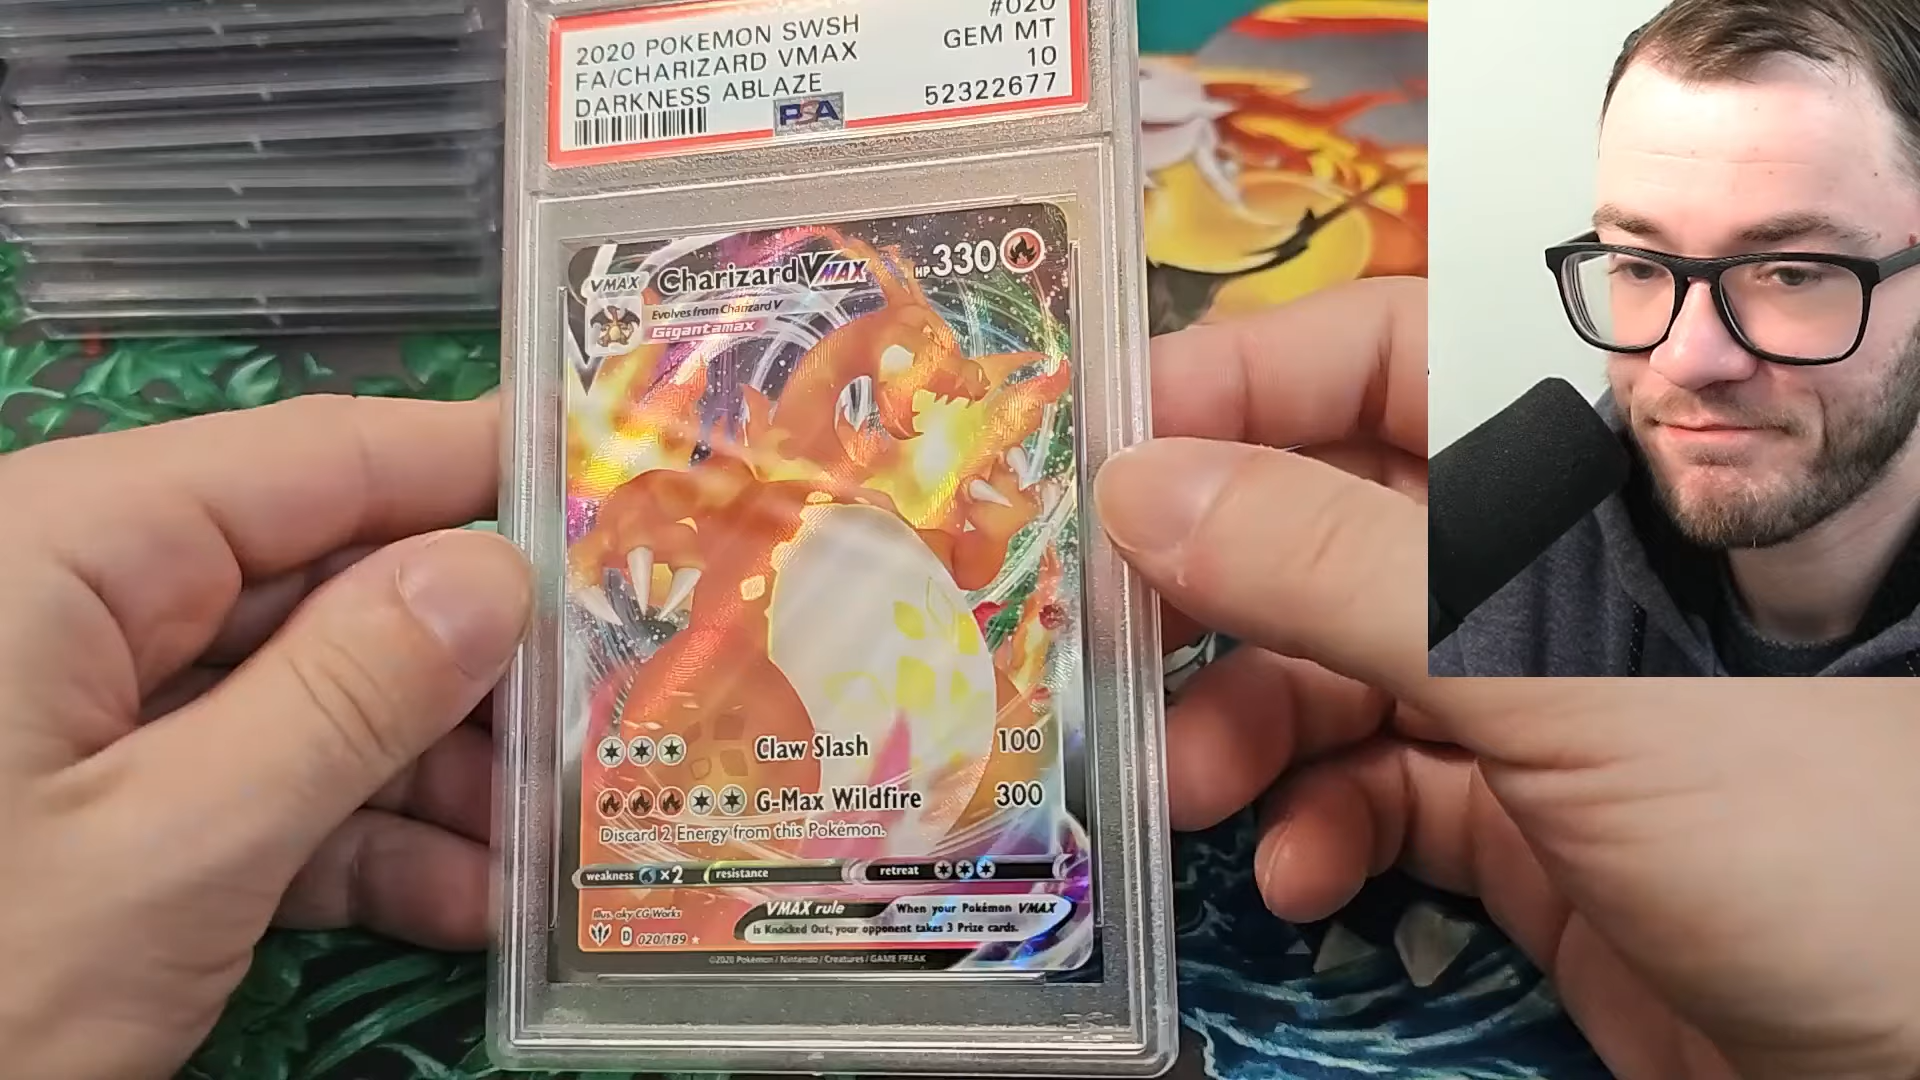 2020 POKEMON SWSH
#020
FA/CHARIZARD VMAX
GEM MT
DARKNESS ABLAZE
10
PSA
52322677
VMAX
Charizard VMAX
HP 330
Evolves from Charizard V
Gigantamax
Claw Slash 100
G-Max Wildfire 300
Discard 2 Energy from this Pokémon.
weakness ×2 resistance retreat
Illus. aky CG Works
VMAX rule
When your Pokémon VMAX
is Knocked Out, your opponent takes 3 Prize cards.
D 020/189
©2020 Pokémon / Nintendo / Creatures / GAME FREAK